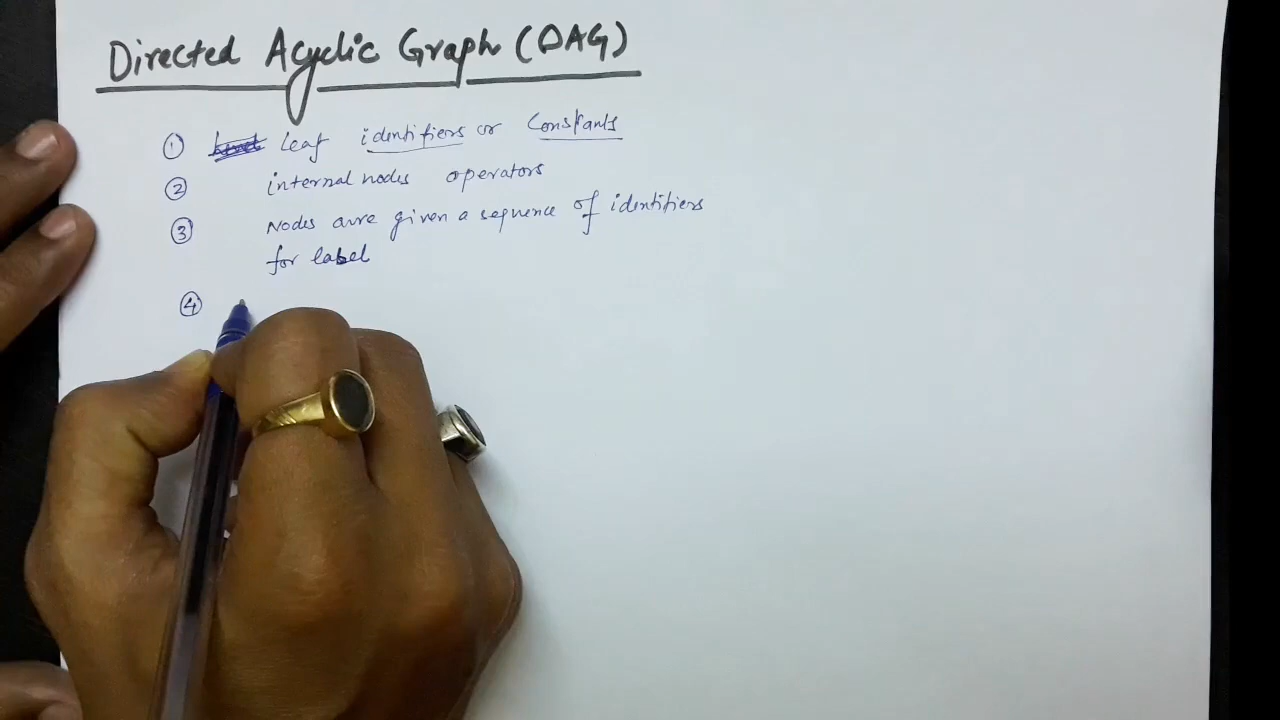 Directed Acyclic Graph (DAG)
① Leaf identifiers or Constants
② internal nodes operators
③ Nodes are given a sequence of identifiers
for label
④